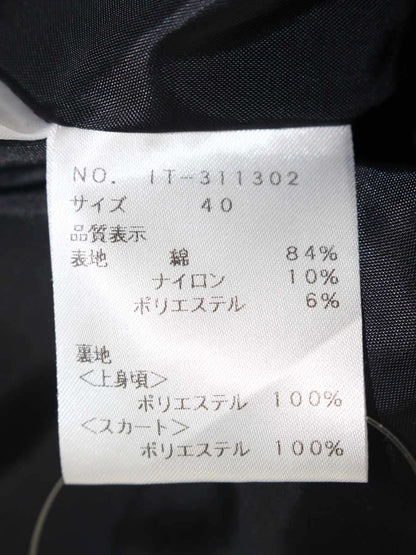 NO. IT-311302
サイズ 40
品質表示
表地 綿 84%
ナイロン 10%
ポリエステル 6%
裏地
<上身頃>
ポリエステル 100%
<スカート>
ポリエステル 100%